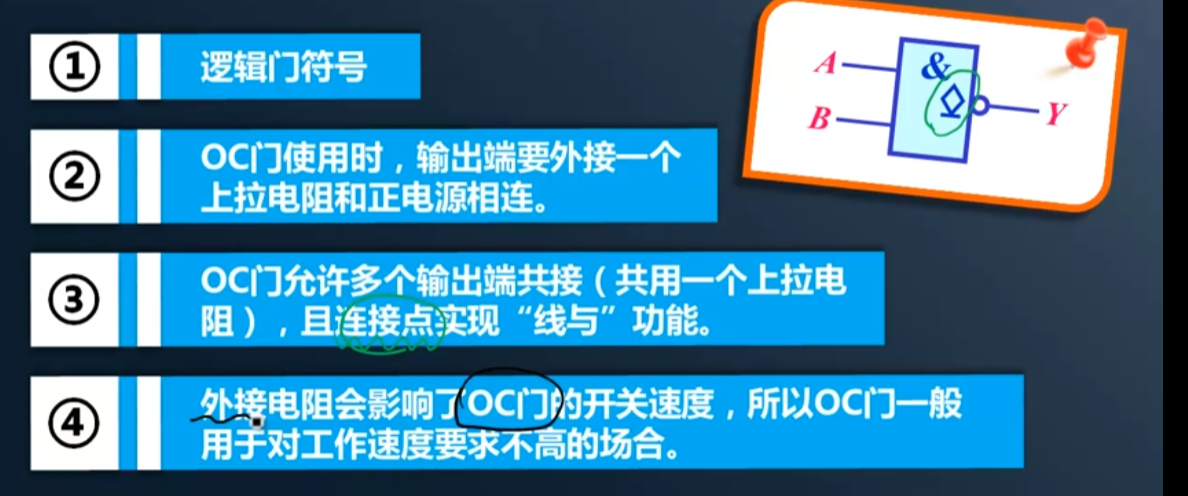 ①
逻辑门符号
A
B
&
Y
②
OC门使用时，输出端要外接一个
上拉电阻和正电源相连。
③
OC门允许多个输出端共接（共用一个上拉电
阻），且连接点实现“线与”功能。
④
外接电阻会影响了OC门的开关速度，所以OC门一般
用于对工作速度要求不高的场合。